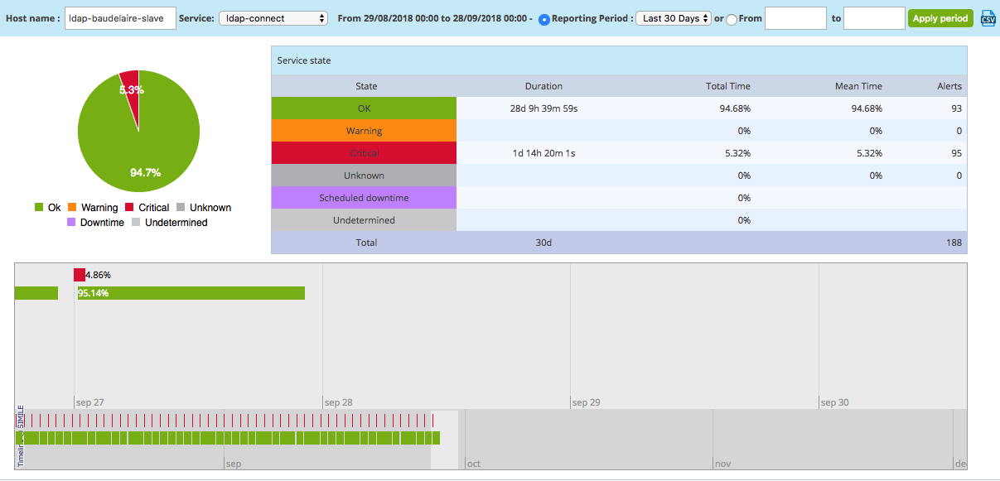 Host name : ldap-baudelaire-slave Service: ldap-connect From 29/08/2018 00:00 to 28/09/2018 00:00 - Reporting Period : Last 30 Days or From to Apply period CSV
Service state
State Duration Total Time Mean Time Alerts
OK 28d 9h 39m 59s 94.68% 94.68% 93
Warning 0% 0% 0
Critical 1d 14h 20m 1s 5.32% 5.32% 95
Unknown 0% 0% 0
Scheduled downtime 0%
Undetermined 0%
Total 30d 188
5.3%
94.7%
Ok Warning Critical Unknown
Downtime Undetermined
4.86%
95.14%
sep 27 sep 28 sep 29 sep 30
SIMILE
sep oct nov